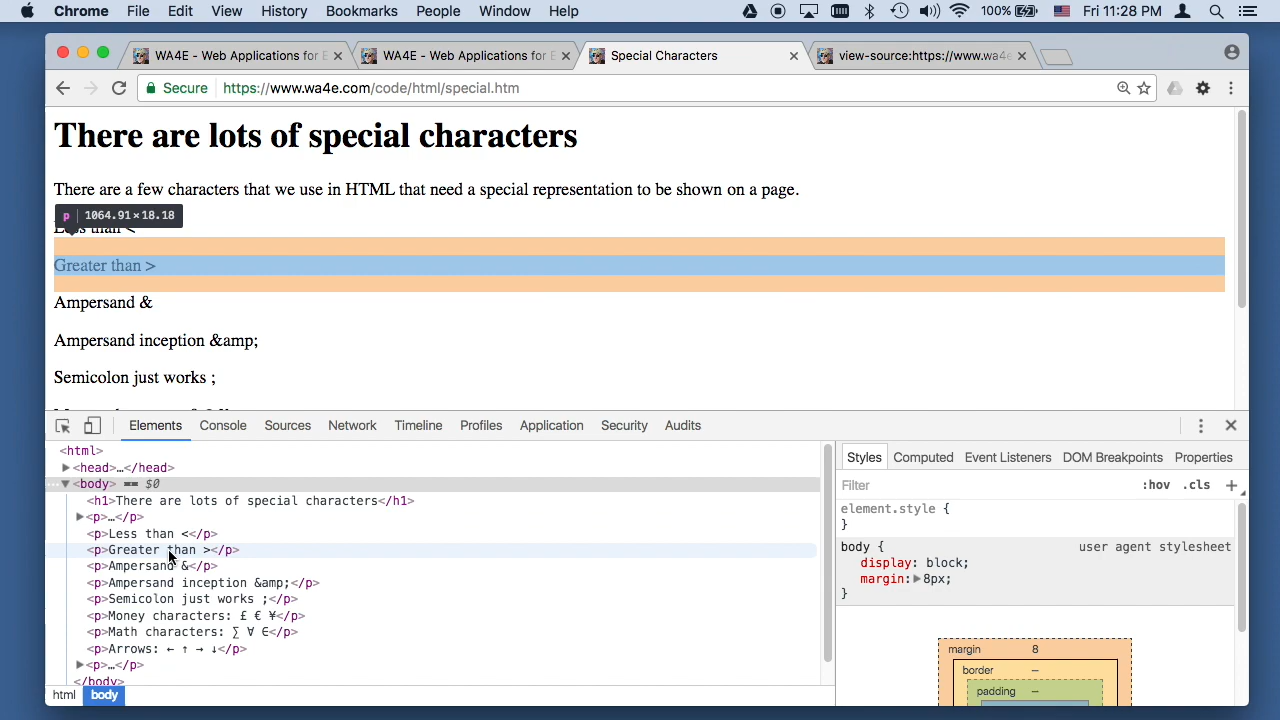 Chrome File Edit View History Bookmarks People Window Help 100% Fri 11:28 PM
WA4E - Web Applications for E
WA4E - Web Applications for E
Special Characters
view-source:https://www.wa4e
Secure https://www.wa4e.com/code/html/special.htm
There are lots of special characters
There are a few characters that we use in HTML that need a special representation to be shown on a page.
p 1064.91 × 18.18
Less than <
Greater than >
Ampersand &
Ampersand inception &amp;
Semicolon just works ;
Elements Console Sources Network Timeline Profiles Application Security Audits
<html>
<head>…</head>
<body> == $0
<h1>There are lots of special characters</h1>
<p>…</p>
<p>Less than <</p>
<p>Greater than ></p>
<p>Ampersand &</p>
<p>Ampersand inception &amp;</p>
<p>Semicolon just works ;</p>
<p>Money characters: £ € ¥</p>
<p>Math characters: ∑ ∀ ∈</p>
<p>Arrows: ← ↑ → ↓</p>
<p>…</p>
</body>
html body
Styles Computed Event Listeners DOM Breakpoints Properties
Filter :hov .cls +
element.style {
}
body { user agent stylesheet
display: block;
margin: 8px;
}
margin 8
border –
padding –